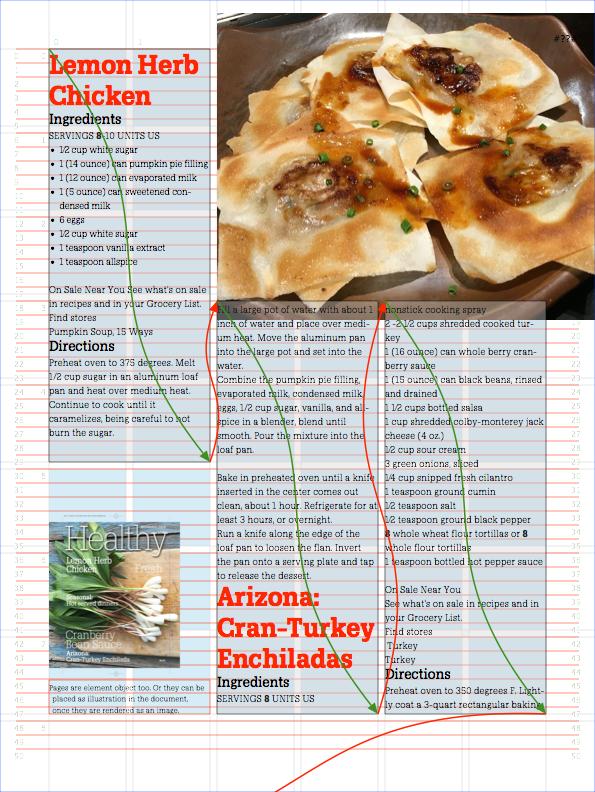 #???
Lemon Herb
Chicken
Ingredients
SERVINGS 8-10 UNITS US
• 1/2 cup white sugar
• 1 (14 ounce) can pumpkin pie filling
• 1 (12 ounce) can evaporated milk
• 1 (5 ounce) can sweetened con-
densed milk
• 6 eggs
• 1/2 cup white sugar
• 1 teaspoon vanilla extract
• 1 teaspoon allspice
On Sale Near You See what's on sale
in recipes and in your Grocery List.
Find stores
Pumpkin Soup, 15 Ways
Directions
Preheat oven to 375 degrees. Melt
1/2 cup sugar in an aluminum loaf
pan and heat over medium heat.
Continue to cook until it
caramelizes, being careful to not
burn the sugar.
Healthy
Lemon Herb
Chicken
Fresh
Seasonal:
Hot served dinners
Cranberry
Bean Sauce
Arizona:
Cran-Turkey Enchilada
Pages are element object too. Or they can be
placed as illustration in the document,
once they are rendered as an image.
Fill a large pot of water with about 1
inch of water and place over medi-
um heat. Move the aluminum pan
into the large pot and set into the
water.
Combine the pumpkin pie filling,
evaporated milk, condensed milk,
eggs, 1/2 cup sugar, vanilla, and all-
spice in a blender, blend until
smooth. Pour the mixture into the
loaf pan.
Bake in preheated oven until a knife
inserted in the center comes out
clean, about 1 hour. Refrigerate for at
least 3 hours, or overnight.
Run a knife along the edge of the
loaf pan to loosen the flan. Invert
the pan onto a serving plate and tap
to release the dessert.
Arizona:
Cran-Turkey
Enchiladas
Ingredients
SERVINGS 8 UNITS US
nonstick cooking spray
2 -2 1/2 cups shredded cooked tur-
key
1 (16 ounce) can whole berry cran-
berry sauce
1 (15 ounce) can black beans, rinsed
and drained
1 1/2 cups bottled salsa
1 cup shredded colby-monterey jack
cheese (4 oz.)
1/2 cup sour cream
3 green onions, sliced
1/4 cup snipped fresh cilantro
1 teaspoon ground cumin
1/2 teaspoon salt
1/2 teaspoon ground black pepper
8 whole wheat flour tortillas or 8
whole flour tortillas
1 teaspoon bottled hot pepper sauce
On Sale Near You
See what's on sale in recipes and in
your Grocery List.
Find stores
Turkey
Turkey
Directions
Preheat oven to 350 degrees F. Light-
ly coat a 3-quart rectangular baking